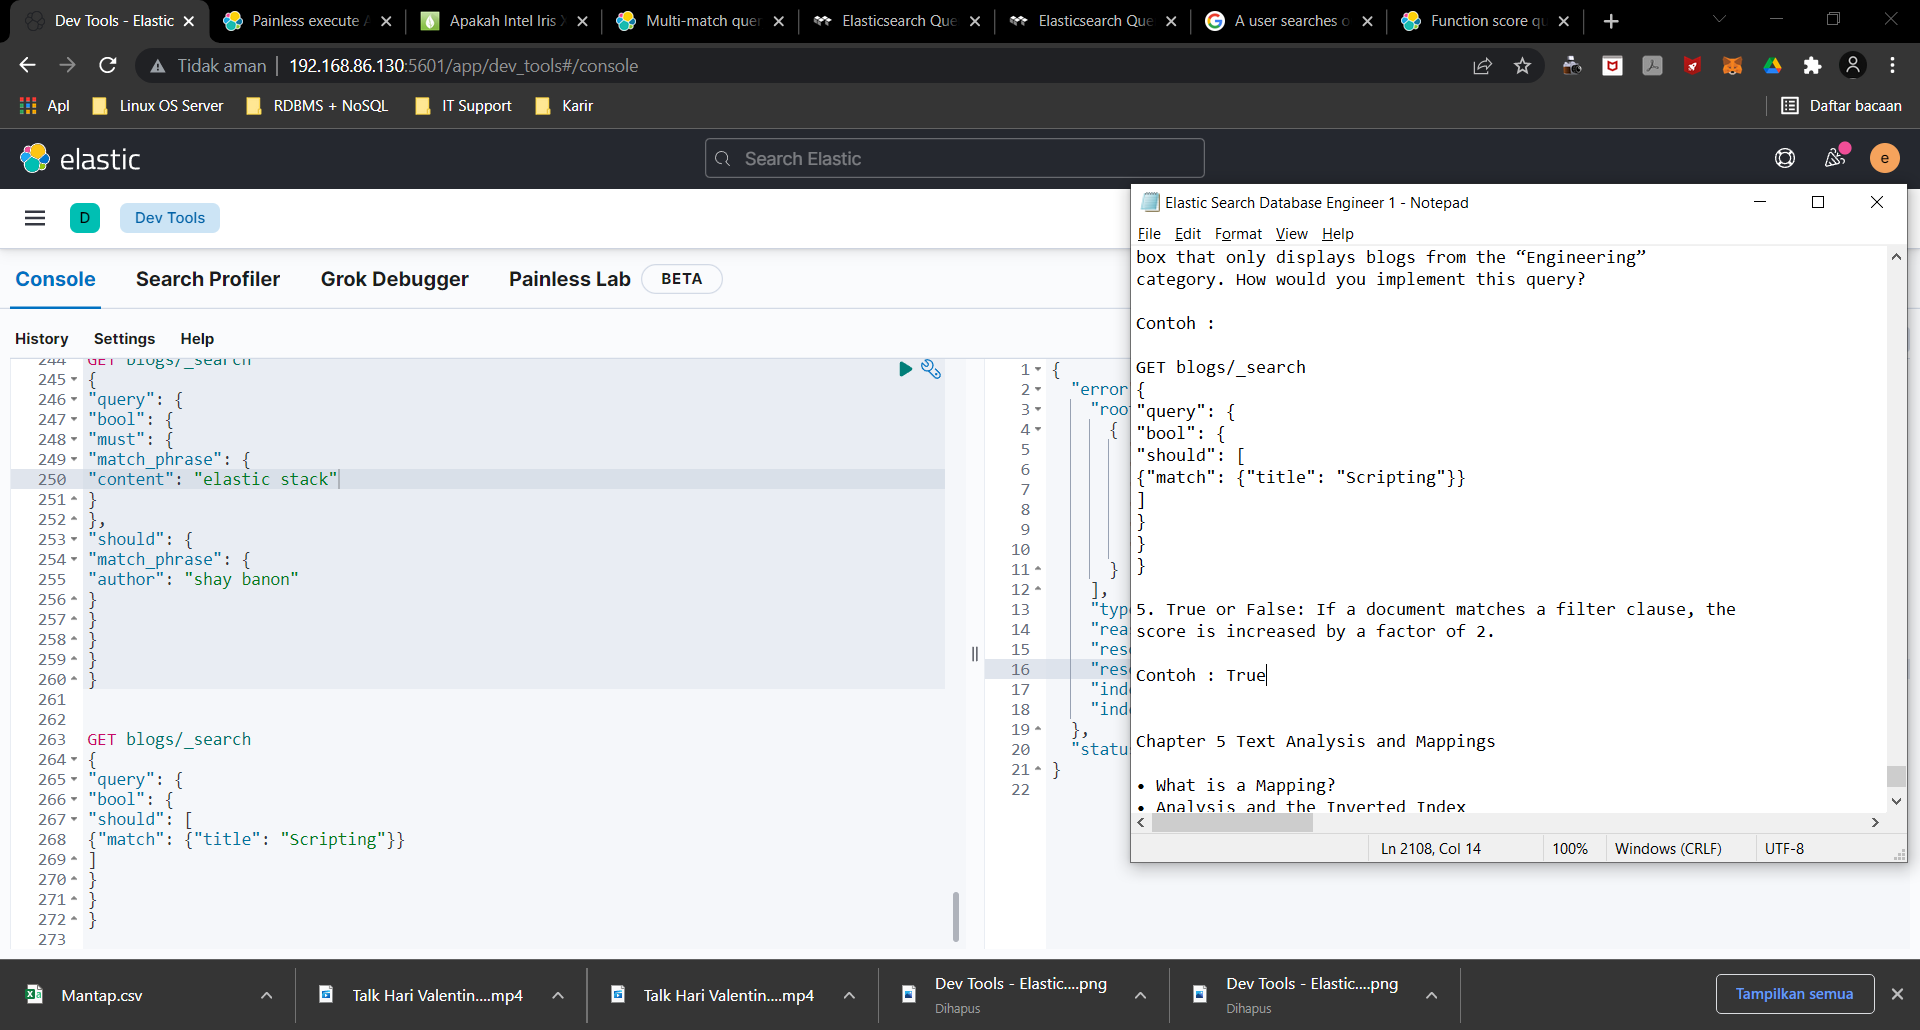 Dev Tools - Elastic
Painless execute A
Apakah Intel Iris X
Multi-match quer
Elasticsearch Que
Elasticsearch Que
A user searches o
Function score qu
Tidak aman
192.168.86.130:5601/app/dev_tools#/console
Apl
Linux OS Server
RDBMS + NoSQL
IT Support
Karir
Daftar bacaan
elastic
Search Elastic
e
D
Dev Tools
Console
Search Profiler
Grok Debugger
Painless Lab
BETA
History
Settings
Help
244 GET blogs/_search
245 {
246 "query": {
247 "bool": {
248 "must": {
249 "match_phrase": {
250 "content": "elastic stack"
251 }
252 },
253 "should": {
254 "match_phrase": {
255 "author": "shay banon"
256 }
257 }
258 }
259 }
260 }
261
262
263 GET blogs/_search
264 {
265 "query": {
266 "bool": {
267 "should": [
268 {"match": {"title": "Scripting"}}
269 ]
270 }
271 }
272 }
273
1 {
2 "error
3 "roo
4 {
5
6
7
8
9
10
11 }
12 ],
13 "typ
14 "rea
15 "res
16 "res
17 "ind
18 "ind
19 },
20 "statu
21 }
22
Elastic Search Database Engineer 1 - Notepad
File Edit Format View Help
box that only displays blogs from the “Engineering”
category. How would you implement this query?
Contoh :
GET blogs/_search
{
"query": {
"bool": {
"should": [
{"match": {"title": "Scripting"}}
]
}
}
}
5. True or False: If a document matches a filter clause, the
score is increased by a factor of 2.
Contoh : True
Chapter 5 Text Analysis and Mappings
• What is a Mapping?
• Analysis and the Inverted Index
Ln 2108, Col 14
100%
Windows (CRLF)
UTF-8
Mantap.csv
Talk Hari Valentin....mp4
Talk Hari Valentin....mp4
Dev Tools - Elastic....png
Dihapus
Dev Tools - Elastic....png
Dihapus
Tampilkan semua